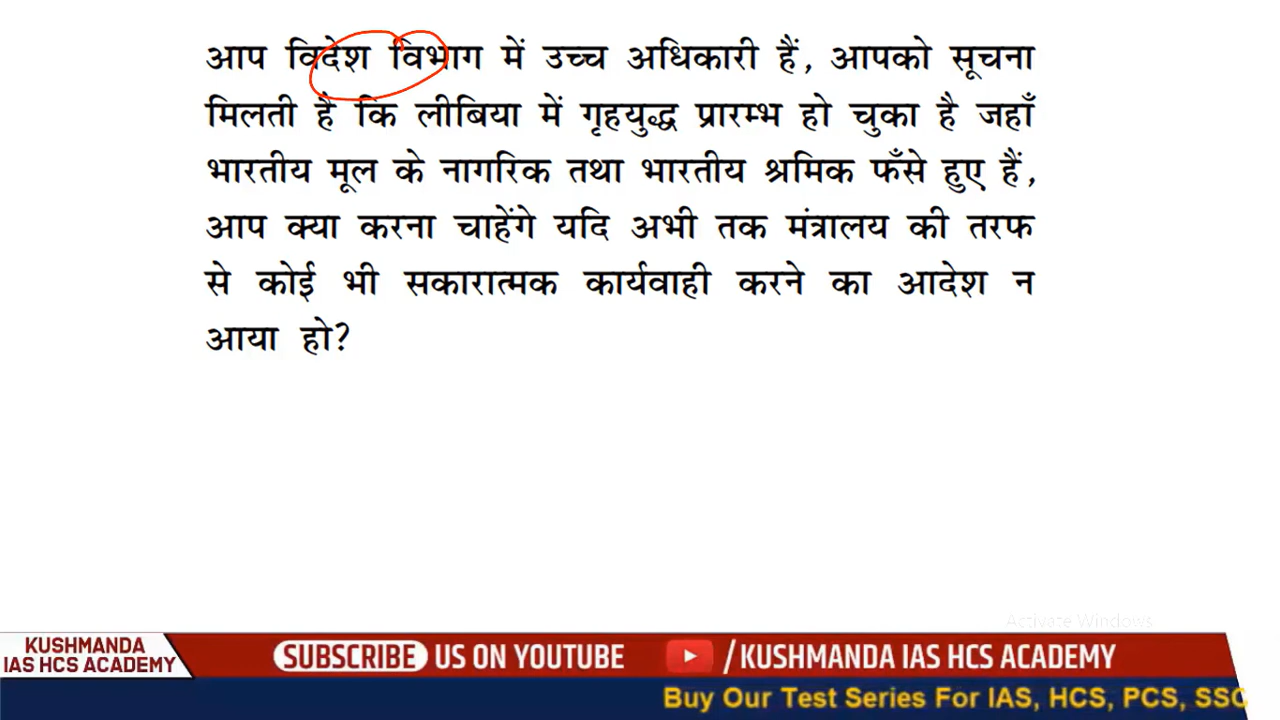 आप विदेश विभाग में उच्च अधिकारी हैं, आपको सूचना
मिलती है कि लीबिया में गृहयुद्ध प्रारम्भ हो चुका है जहाँ
भारतीय मूल के नागरिक तथा भारतीय श्रमिक फँसे हुए हैं,
आप क्या करना चाहेंगे यदि अभी तक मंत्रालय की तरफ
से कोई भी सकारात्मक कार्यवाही करने का आदेश न
आया हो?
Activate Windows
KUSHMANDA
IAS HCS ACADEMY
SUBSCRIBE US ON YOUTUBE /KUSHMANDA IAS HCS ACADEMY
Buy Our Test Series For IAS, HCS, PCS, SSC